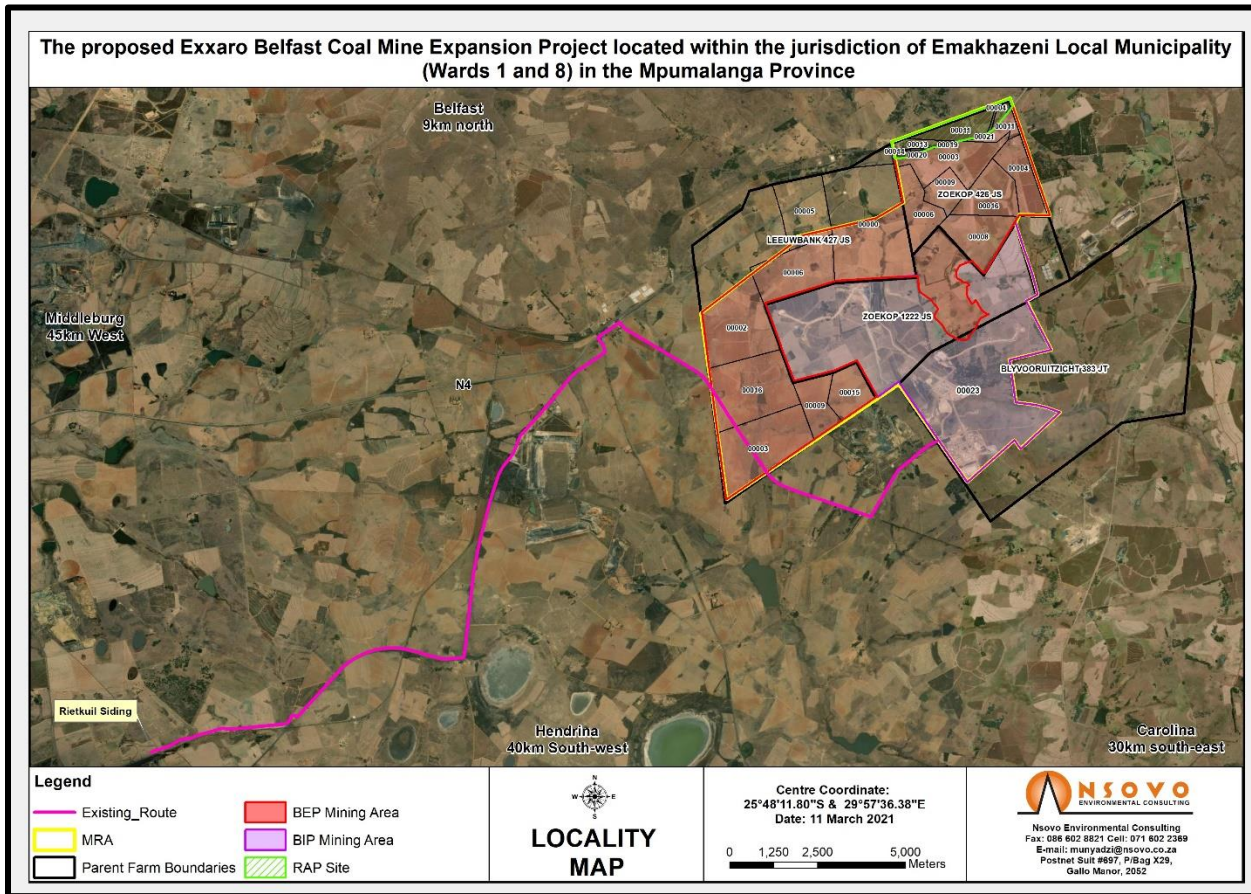 The proposed Exxaro Belfast Coal Mine Expansion Project located within the jurisdiction of Emakhazeni Local Municipality
(Wards 1 and 8) in the Mpumalanga Province
Belfast
9km north
00004
00011
00021
00019
00020
00003
00004
00009
ZOEKOP 426 JS
00016
00006
00008
00005
00000
LEEUWBANK 427 JS
00006
Middleburg
45km West
00002
ZOEKOP 1222 JS
BLYVOORUITZICHT 383 JT
N4
00016
00009
00015
00023
00003
Rietkuil Siding
Hendrina
40km South-west
Carolina
30km south-east
Legend
Existing_Route
MRA
Parent Farm Boundaries
BEP Mining Area
BIP Mining Area
RAP Site
N
W
E
S
LOCALITY
MAP
Centre Coordinate:
25°48'11.80"S & 29°57'36.38"E
Date: 11 March 2021
0 1,250 2,500 5,000
Meters
NSOVO
ENVIRONMENTAL CONSULTING
Nsovo Environmental Consulting
Fax: 086 602 8821 Cell: 071 602 2369
E-mail: munyadzi@nsovo.co.za
Postnet Suit #697, P/Bag X29,
Gallo Manor, 2052